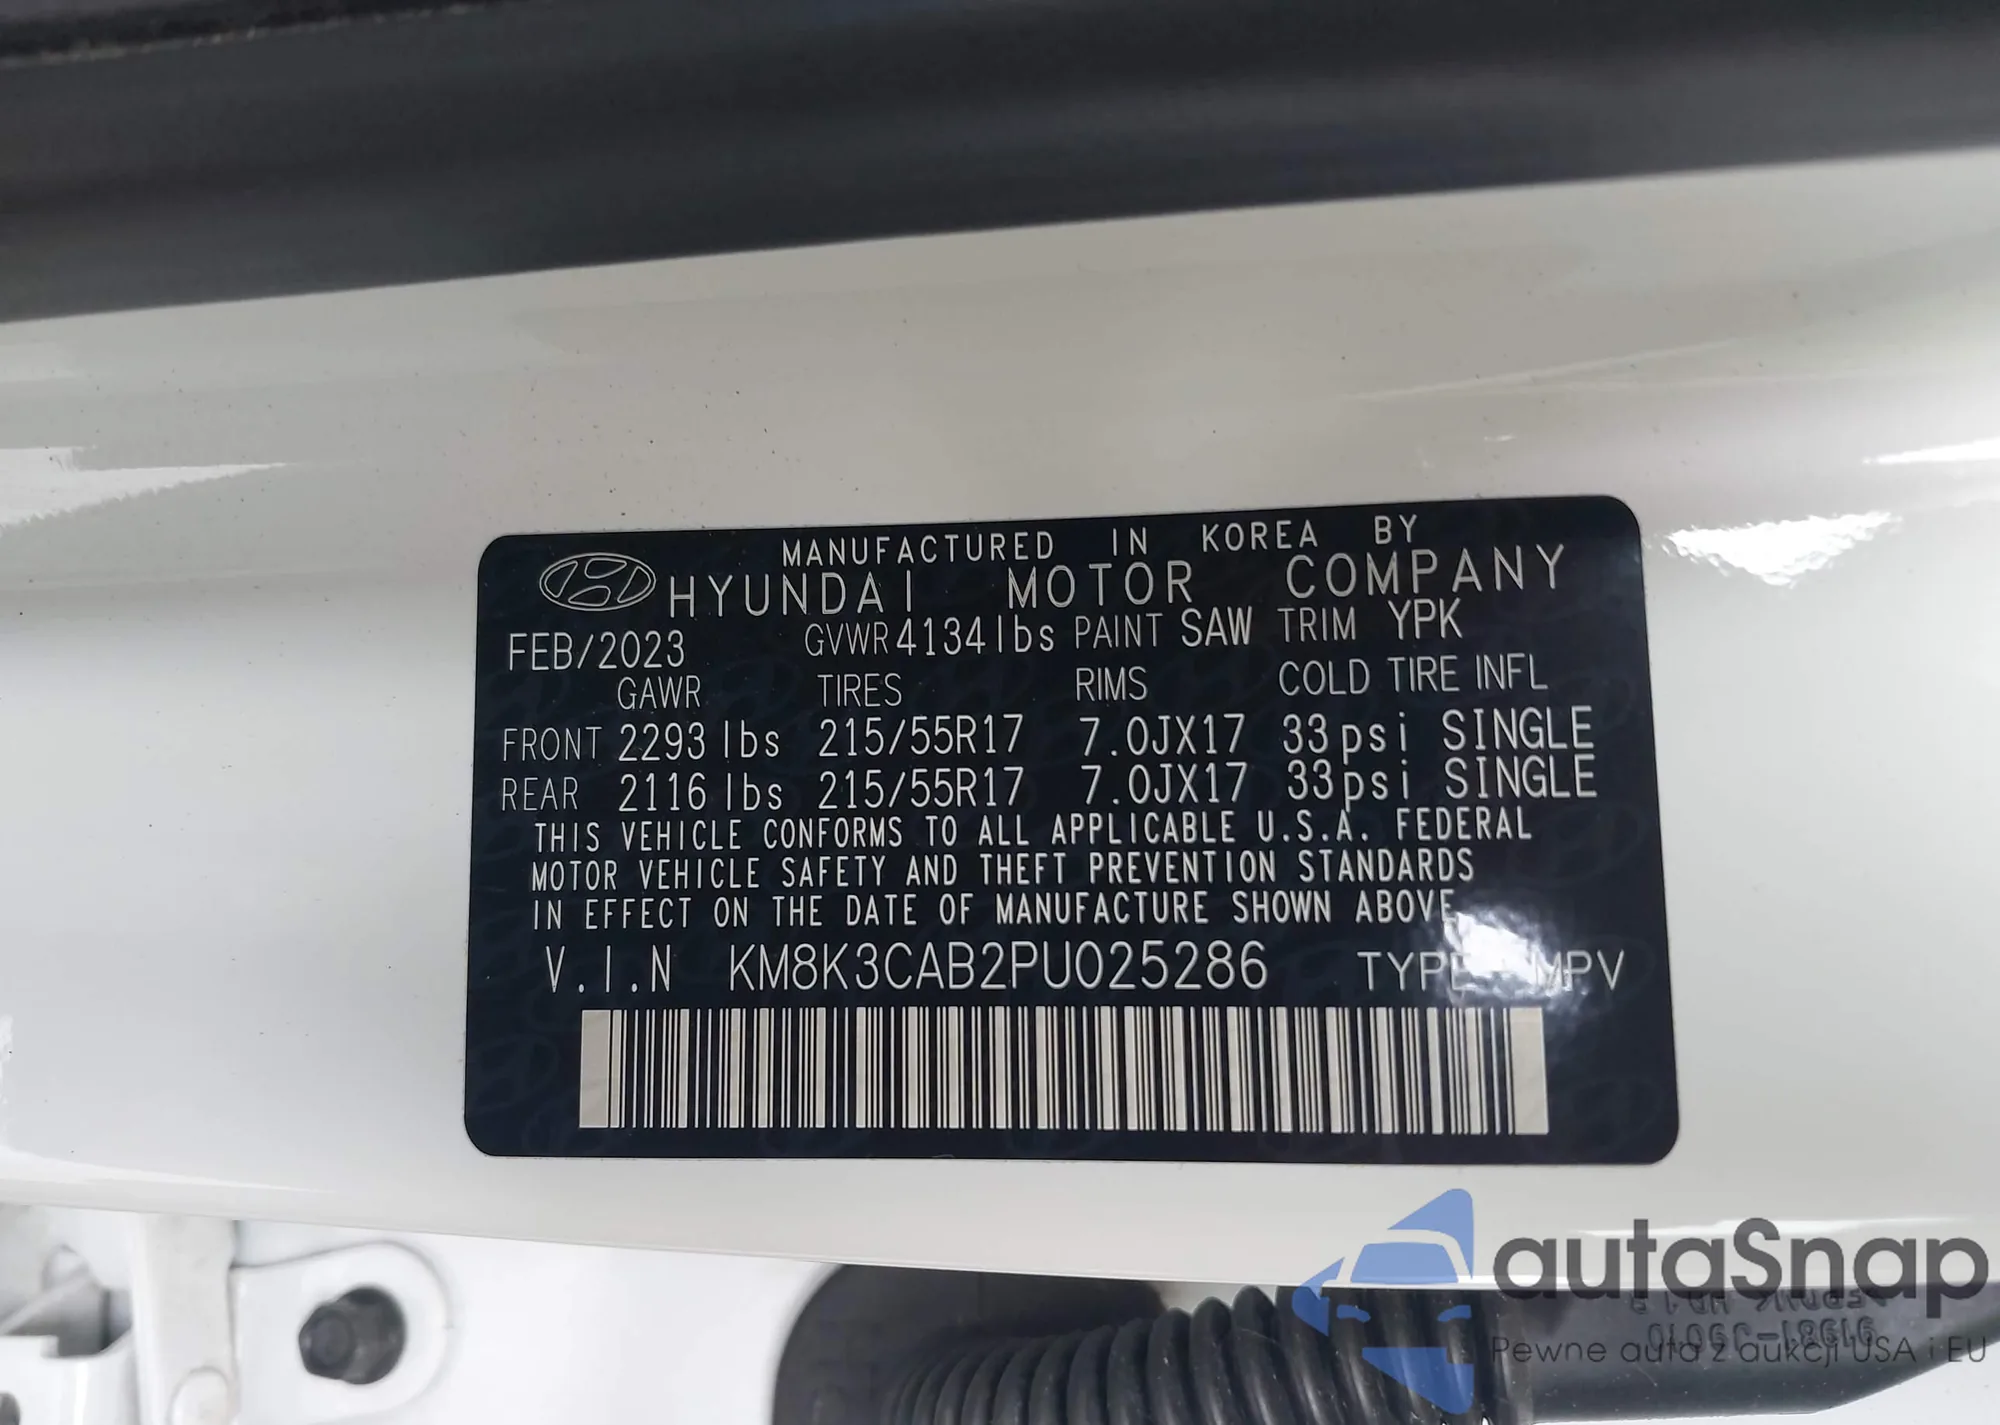 MANUFACTURED IN KOREA BY
HYUNDAI MOTOR COMPANY
FEB/2023 GVWR 4134 lbs PAINT SAW TRIM YPK
GAWR TIRES RIMS COLD TIRE INFL
FRONT 2293 lbs 215/55R17 7.0JX17 33psi SINGLE
REAR 2116 lbs 215/55R17 7.0JX17 33psi SINGLE
THIS VEHICLE CONFORMS TO ALL APPLICABLE U.S.A. FEDERAL
MOTOR VEHICLE SAFETY AND THEFT PREVENTION STANDARDS
IN EFFECT ON THE DATE OF MANUFACTURE SHOWN ABOVE.
V.I.N KM8K3CAB2PU025286 TYPE MPV
autaSnap
Pewne auta z aukcji USA i EU